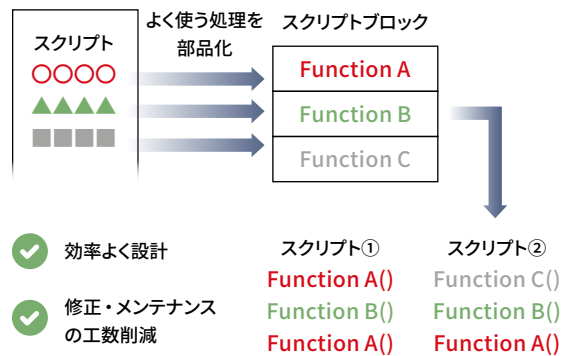 スクリプト
よく使う処理を
部品化
スクリプトブロック
Function A
Function B
Function C
効率よく設計
修正・メンテナンス
の工数削減
スクリプト①
Function A()
Function B()
Function A()
スクリプト②
Function C()
Function B()
Function A()